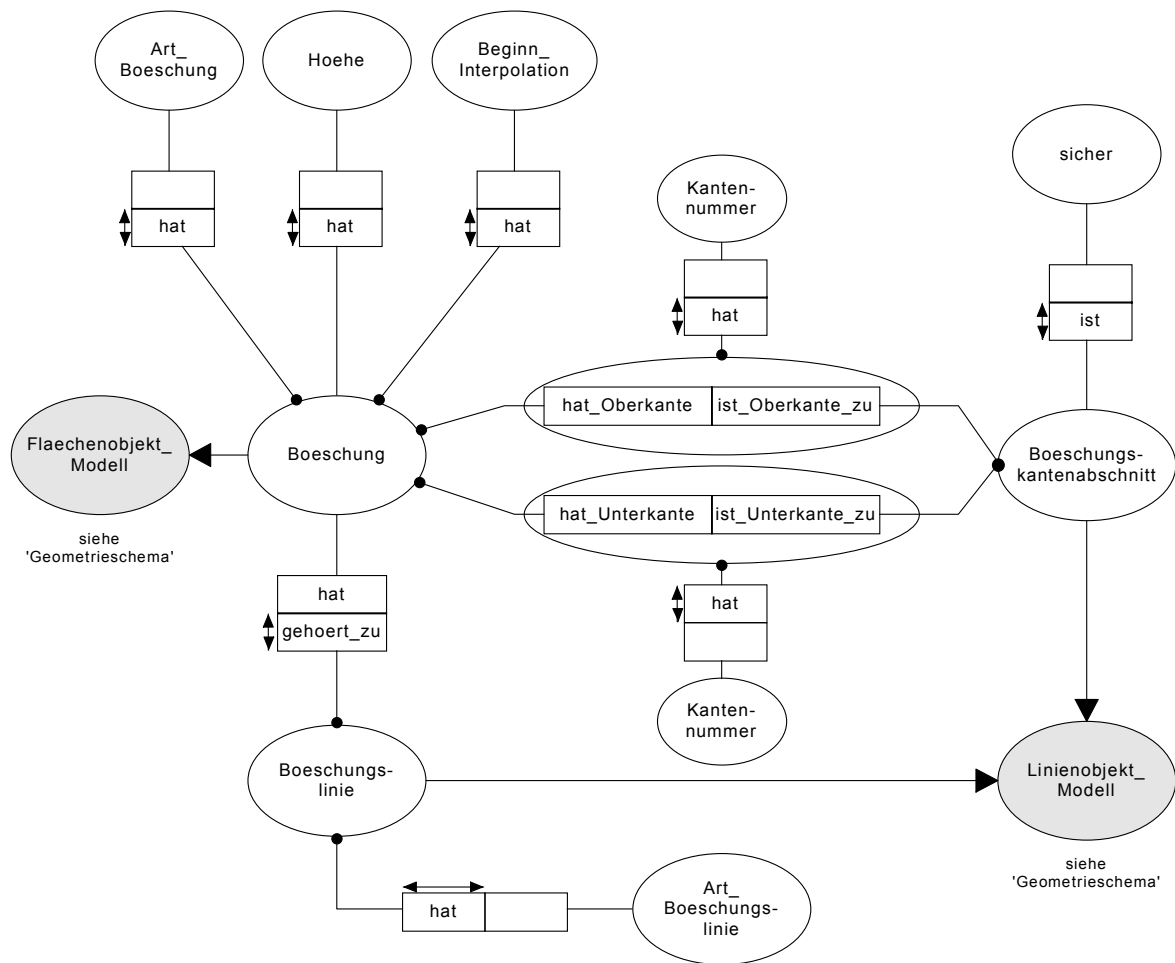 Art_
Boeschung
Hoehe
Beginn_
Interpolation
sicher
Kanten-
nummer
hat
hat
hat
hat
ist
hat_Oberkante
ist_Oberkante_zu
Flaechenobjekt_
Modell
Boeschung
Boeschungs-
kantenabschnitt
hat_Unterkante
ist_Unterkante_zu
siehe
'Geometrieschema'
hat
gehoert_zu
hat
Kanten-
nummer
Boeschungs-
linie
Linienobjekt_
Modell
siehe
'Geometrieschema'
hat
Art_
Boeschungs-
linie